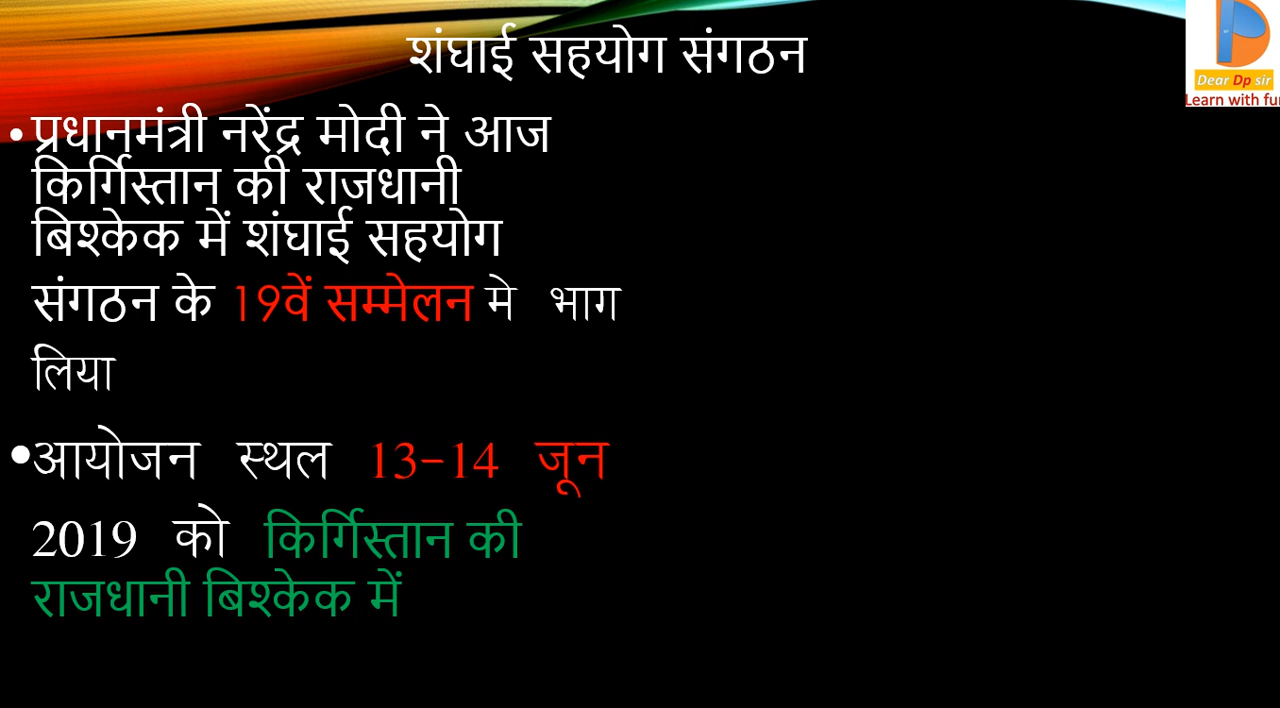 शंघाई सहयोग संगठन
Dear Dp sir
Learn with fun
• प्रधानमंत्री नरेंद्र मोदी ने आज
किर्गिस्तान की राजधानी
बिश्केक में शंघाई सहयोग
संगठन के 19वें सम्मेलन मे भाग
लिया
•आयोजन स्थल 13-14 जून
2019 को किर्गिस्तान की
राजधानी बिश्केक में